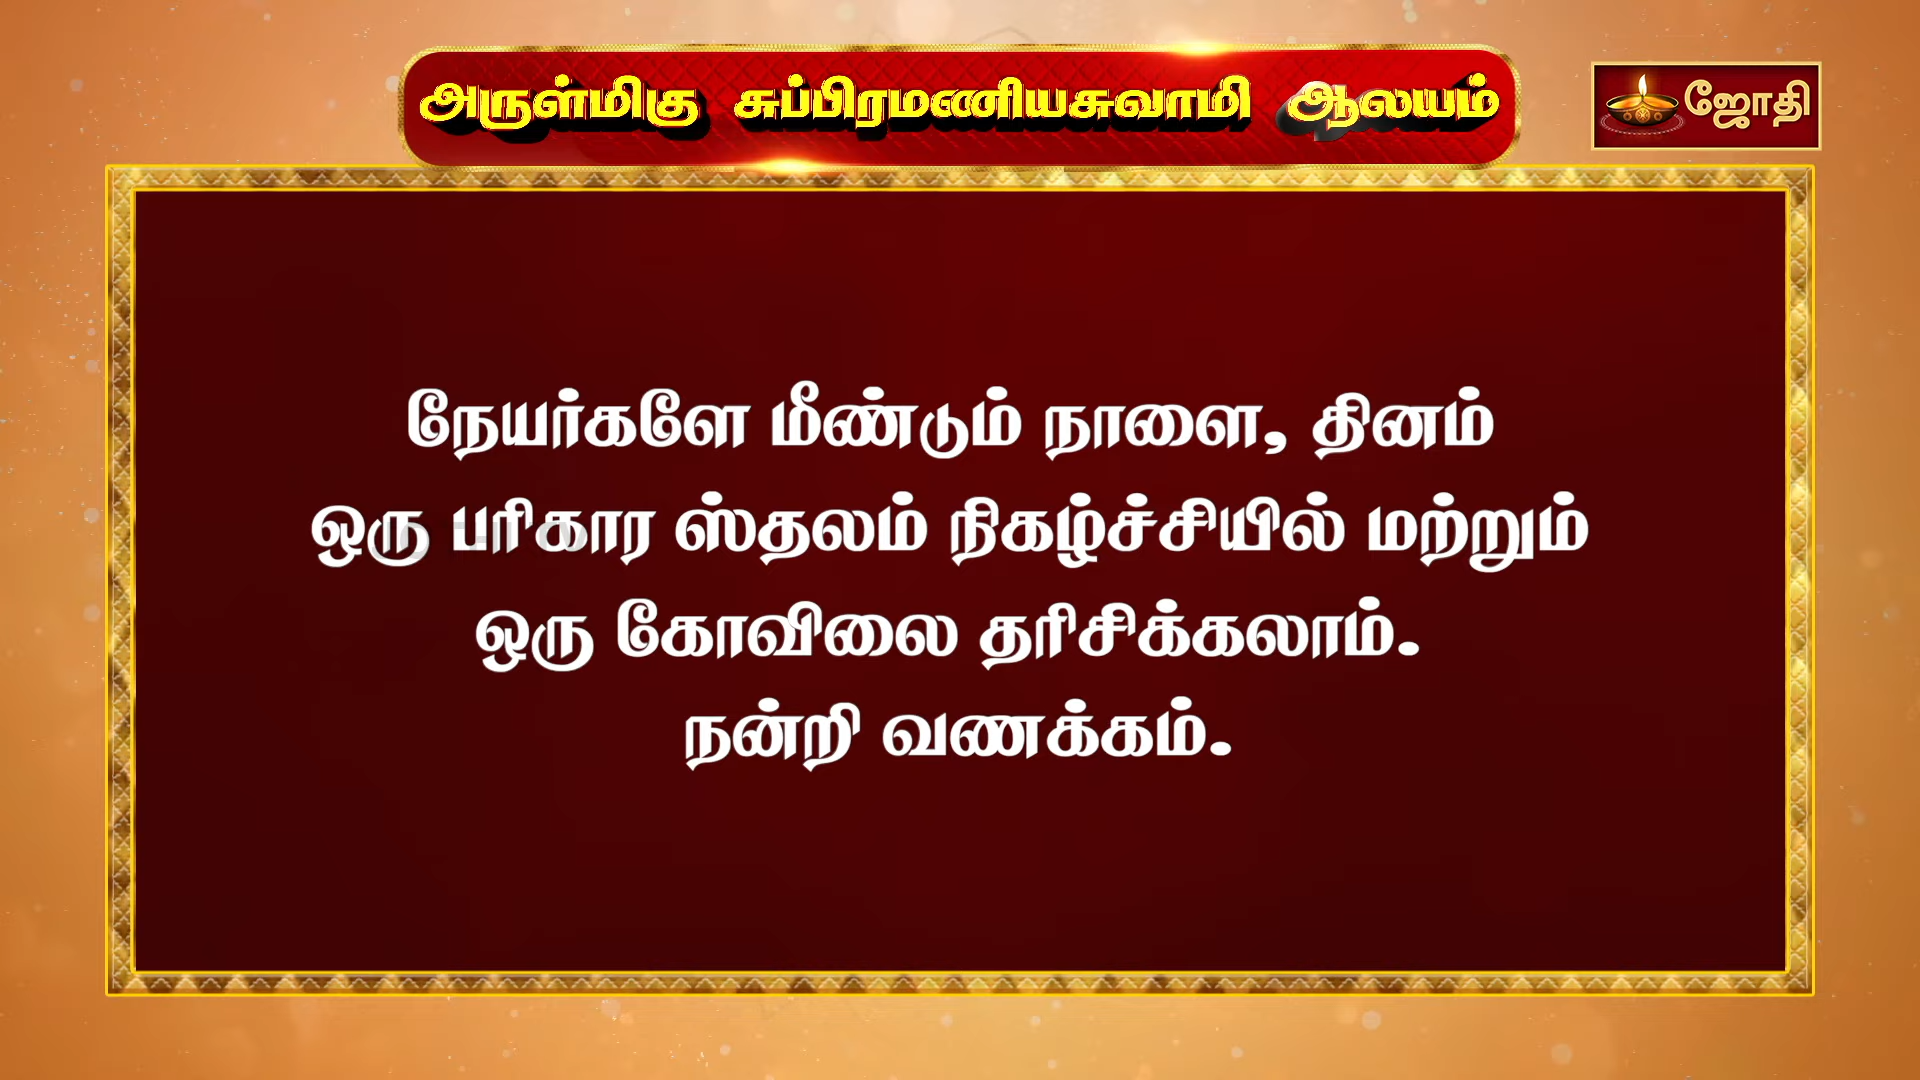 அருள்மிகு சுப்பிரமணியசுவாமி ஆலயம்
ஜோதி
நேயர்களே மீண்டும் நாளை, தினம்
ஒரு பரிகார ஸ்தலம் நிகழ்ச்சியில் மற்றும்
ஒரு கோவிலை தரிசிக்கலாம்.
நன்றி வணக்கம்.